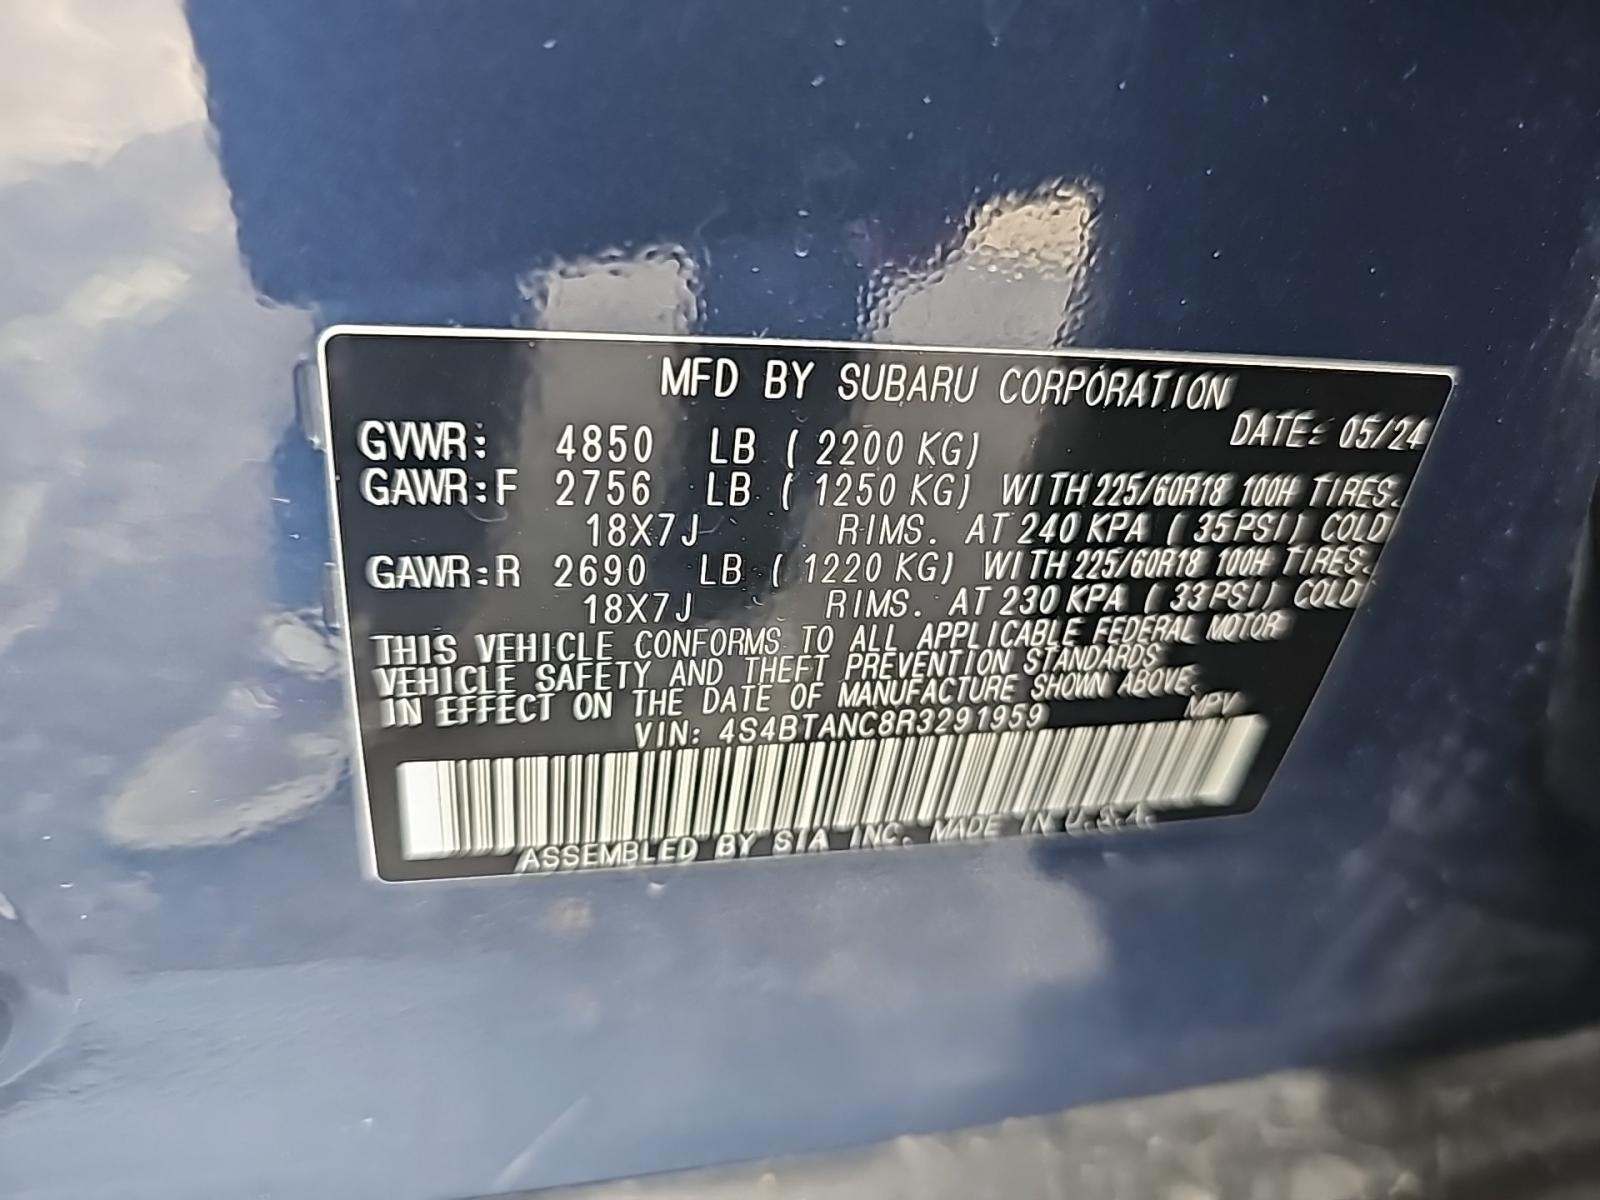 MFD BY SUBARU CORPORATION
DATE: 05/24
GVWR: 4850 LB ( 2200 KG)
GAWR:F 2756 LB ( 1250 KG) WITH 225/60R18 100H TIRES.
18X7J RIMS. AT 240 KPA ( 35PSI) COLD
GAWR:R 2690 LB ( 1220 KG) WITH 225/60R18 100H TIRES.
18X7J RIMS. AT 230 KPA ( 33PSI) COLD
THIS VEHICLE CONFORMS TO ALL APPLICABLE FEDERAL MOTOR
VEHICLE SAFETY AND THEFT PREVENTION STANDARDS
IN EFFECT ON THE DATE OF MANUFACTURE SHOWN ABOVE.
VIN: 4S4BTANC8R3291959 MPV
ASSEMBLED BY SIA INC. MADE IN U.S.A.